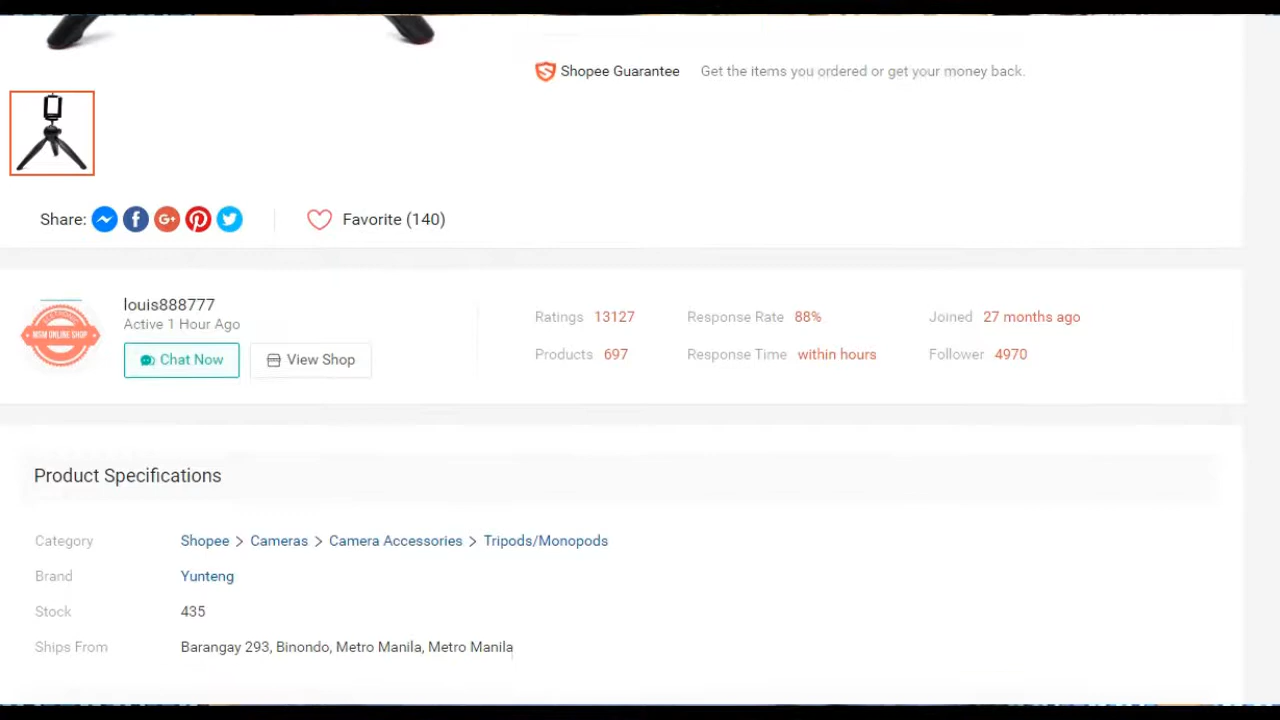 Shopee Guarantee Get the items you ordered or get your money back.
Share: Favorite (140)
louis888777
Active 1 Hour Ago
MSM ONLINE SHOP
Chat Now View Shop
Ratings 13127 Response Rate 88% Joined 27 months ago
Products 697 Response Time within hours Follower 4970
Product Specifications
Category Shopee > Cameras > Camera Accessories > Tripods/Monopods
Brand Yunteng
Stock 435
Ships From Barangay 293, Binondo, Metro Manila, Metro Manila